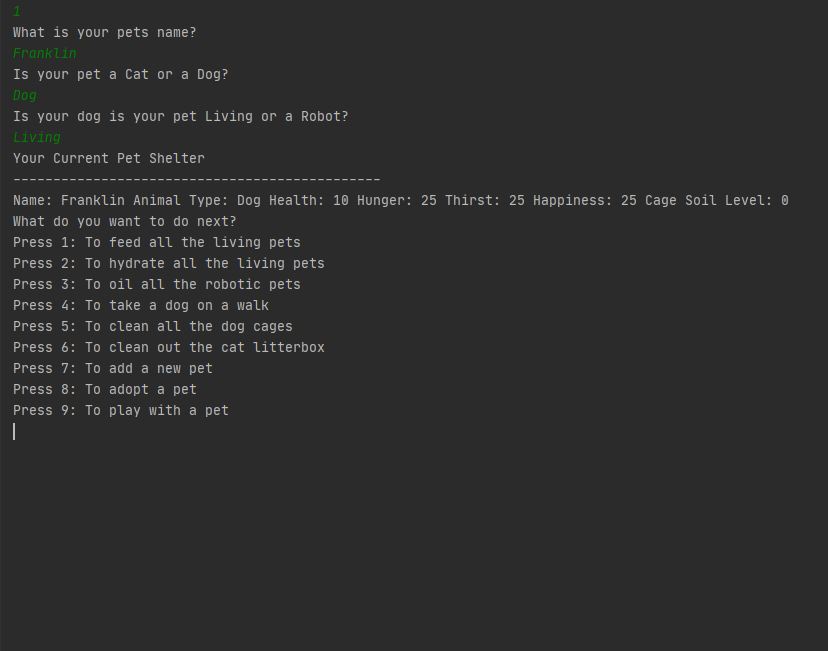 1
What is your pets name?
Franklin
Is your pet a Cat or a Dog?
Dog
Is your dog is your pet Living or a Robot?
Living
Your Current Pet Shelter
----------------------------------------------
Name: Franklin Animal Type: Dog Health: 10 Hunger: 25 Thirst: 25 Happiness: 25 Cage Soil Level: 0
What do you want to do next?
Press 1: To feed all the living pets
Press 2: To hydrate all the living pets
Press 3: To oil all the robotic pets
Press 4: To take a dog on a walk
Press 5: To clean all the dog cages
Press 6: To clean out the cat litterbox
Press 7: To add a new pet
Press 8: To adopt a pet
Press 9: To play with a pet